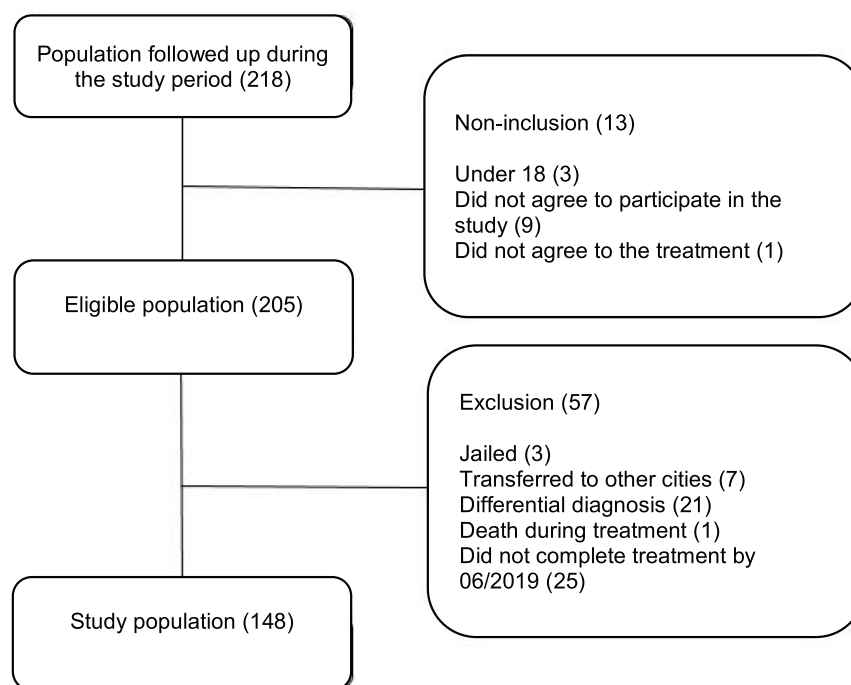 Population followed up during
the study period (218)
Non-inclusion (13)
Under 18 (3)
Did not agree to participate in the
study (9)
Did not agree to the treatment (1)
Eligible population (205)
Exclusion (57)
Jailed (3)
Transferred to other cities (7)
Differential diagnosis (21)
Death during treatment (1)
Did not complete treatment by
06/2019 (25)
Study population (148)